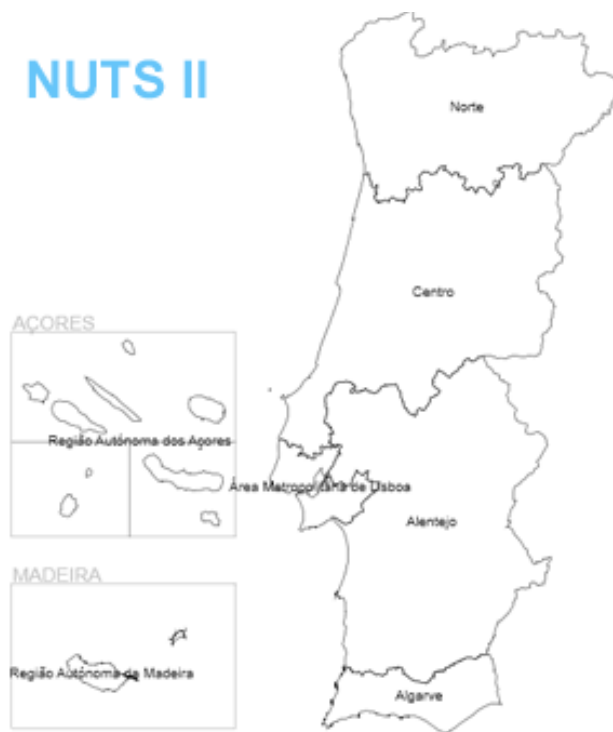 NUTS II
Norte
Centro
AÇORES
Região Autónoma dos Açores
Área Metropolitana de Lisboa
Alentejo
MADEIRA
Região Autónoma da Madeira
Algarve